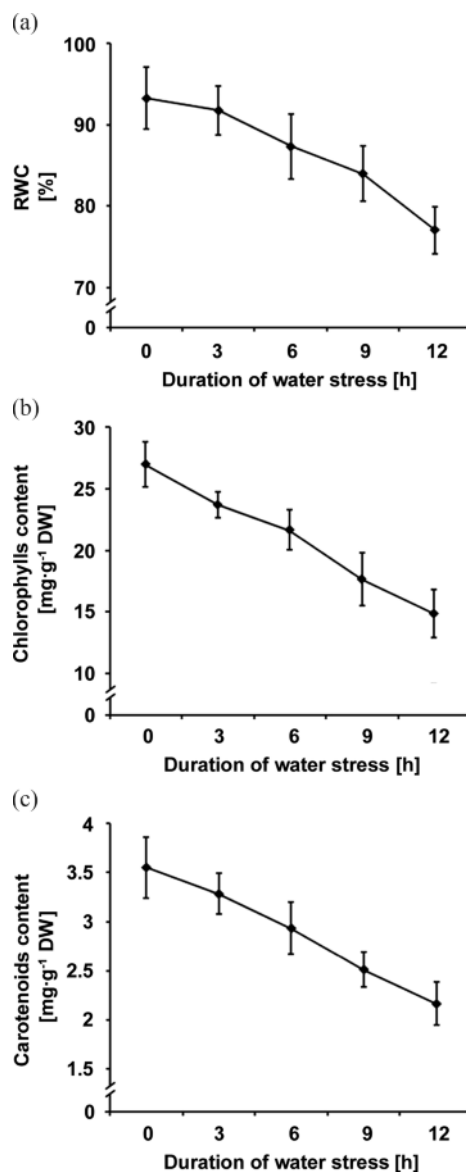 (a)
100
90
80
70
0
RWC
[%]
0 3 6 9 12
Duration of water stress [h]
(b)
30
25
20
15
10
0
Chlorophylls content
[mg·g⁻¹ DW]
0 3 6 9 12
Duration of water stress [h]
(c)
4
3.5
3
2.5
2
1.5
0
Carotenoids content
[mg·g⁻¹ DW]
0 3 6 9 12
Duration of water stress [h]